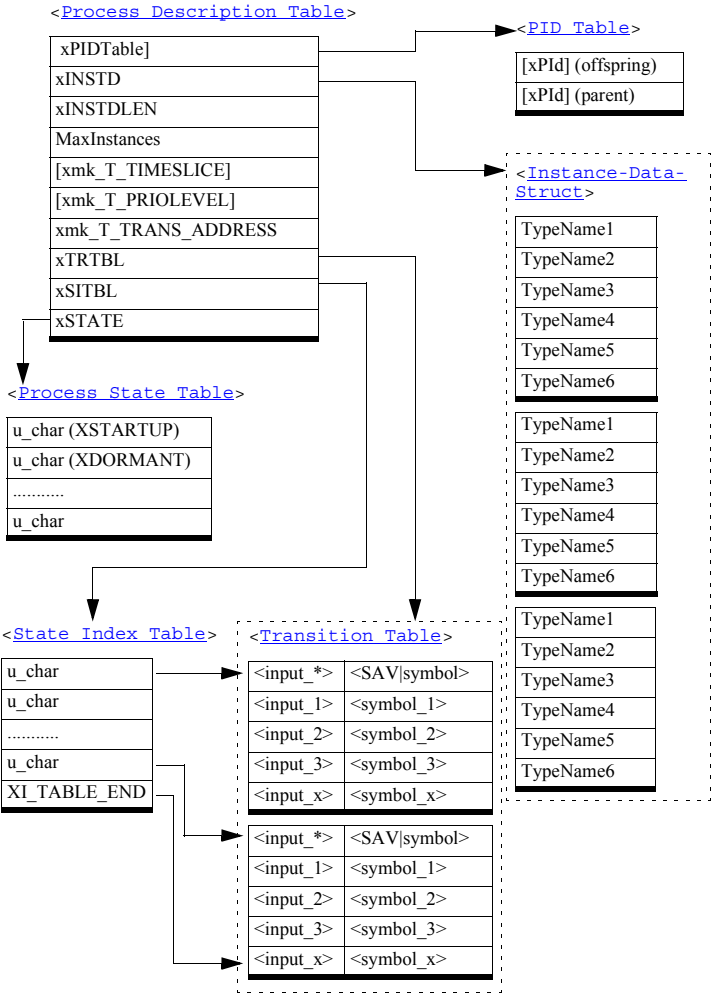 <Process Description Table>
xPIDTable]
xINSTD
xINSTDLEN
MaxInstances
[xmk_T_TIMESLICE]
[xmk_T_PRIOLEVEL]
xmk_T_TRANS_ADDRESS
xTRTBL
xSITBL
xSTATE
<PID Table>
[xPId] (offspring)
[xPId] (parent)
<Instance-Data-
Struct>
TypeName1
TypeName2
TypeName3
TypeName4
TypeName5
TypeName6
TypeName1
TypeName2
TypeName3
TypeName4
TypeName5
TypeName6
TypeName1
TypeName2
TypeName3
TypeName4
TypeName5
TypeName6
<Process State Table>
u_char (XSTARTUP)
u_char (XDORMANT)
...........
u_char
<State Index Table>
u_char
u_char
...........
u_char
XI_TABLE_END
<Transition Table>
<input_*> <SAV|symbol>
<input_1> <symbol_1>
<input_2> <symbol_2>
<input_3> <symbol_3>
<input_x> <symbol_x>
<input_*> <SAV|symbol>
<input_1> <symbol_1>
<input_2> <symbol_2>
<input_3> <symbol_3>
<input_x> <symbol_x>